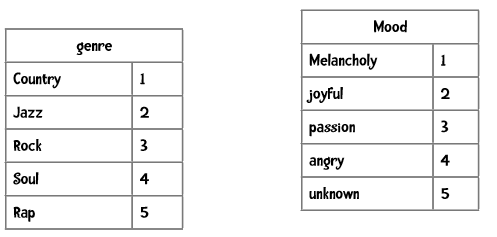 genre
Country 1
Jazz 2
Rock 3
Soul 4
Rap 5
Mood
Melancholy 1
joyful 2
passion 3
angry 4
unknown 5